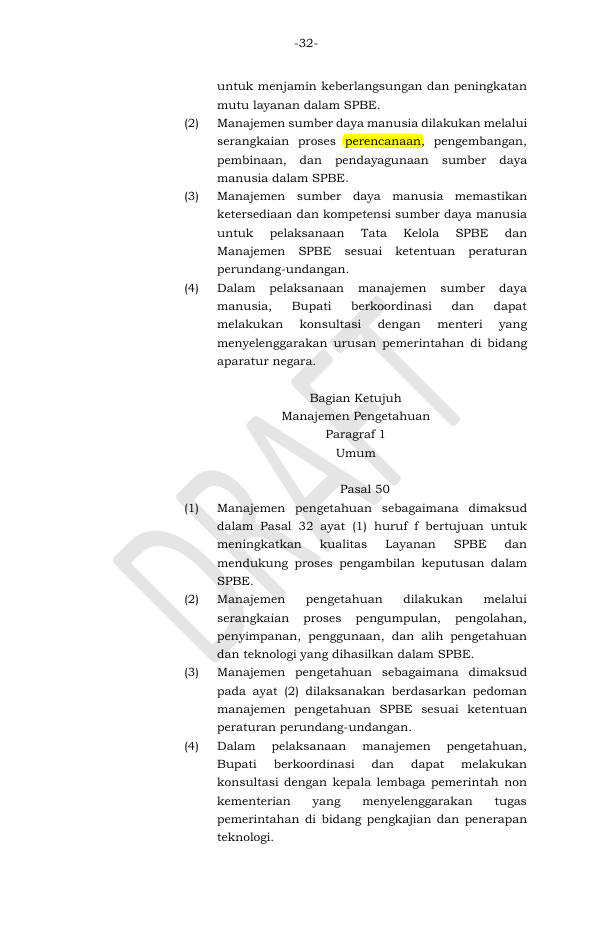 -32-
untuk menjamin keberlangsungan dan peningkatan
mutu layanan dalam SPBE.
(2) Manajemen sumber daya manusia dilakukan melalui
serangkaian proses perencanaan, pengembangan,
pembinaan, dan pendayagunaan sumber daya
manusia dalam SPBE.
(3) Manajemen sumber daya manusia memastikan
ketersediaan dan kompetensi sumber daya manusia
untuk pelaksanaan Tata Kelola SPBE dan
Manajemen SPBE sesuai ketentuan peraturan
perundang-undangan.
(4) Dalam pelaksanaan manajemen sumber daya
manusia, Bupati berkoordinasi dan dapat
melakukan konsultasi dengan menteri yang
menyelenggarakan urusan pemerintahan di bidang
aparatur negara.
Bagian Ketujuh
Manajemen Pengetahuan
Paragraf 1
Umum
Pasal 50
(1) Manajemen pengetahuan sebagaimana dimaksud
dalam Pasal 32 ayat (1) huruf f bertujuan untuk
meningkatkan kualitas Layanan SPBE dan
mendukung proses pengambilan keputusan dalam
SPBE.
(2) Manajemen pengetahuan dilakukan melalui
serangkaian proses pengumpulan, pengolahan,
penyimpanan, penggunaan, dan alih pengetahuan
dan teknologi yang dihasilkan dalam SPBE.
(3) Manajemen pengetahuan sebagaimana dimaksud
pada ayat (2) dilaksanakan berdasarkan pedoman
manajemen pengetahuan SPBE sesuai ketentuan
peraturan perundang-undangan.
(4) Dalam pelaksanaan manajemen pengetahuan,
Bupati berkoordinasi dan dapat melakukan
konsultasi dengan kepala lembaga pemerintah non
kementerian yang menyelenggarakan tugas
pemerintahan di bidang pengkajian dan penerapan
teknologi.
DRAFT